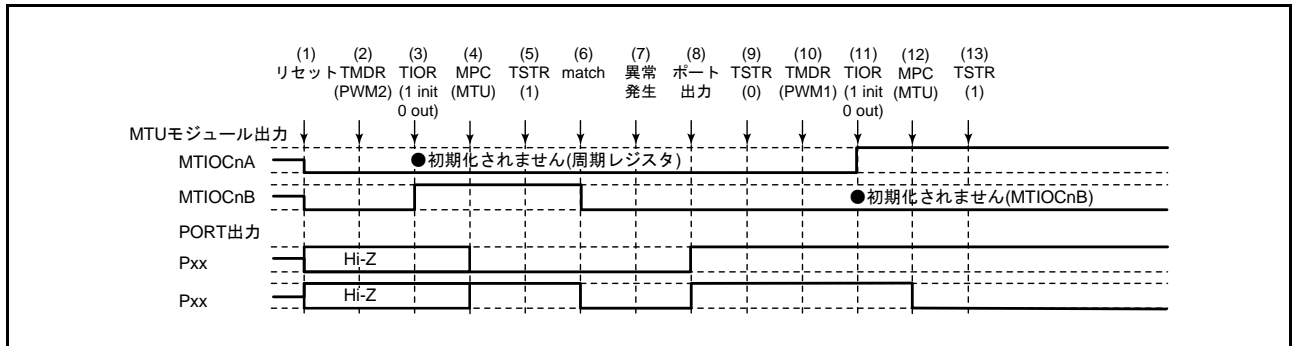 (1) (2) (3) (4) (5) (6) (7) (8) (9) (10) (11) (12) (13)
リセット TMDR TIOR MPC TSTR match 異常 ポート TSTR TMDR TIOR MPC TSTR
(PWM2) (1 init (MTU) (1) 発生 出力 (0) (PWM1) (1 init (MTU) (1)
0 out) 0 out)
MTUモジュール出力
MTIOCnA ●初期化されません(周期レジスタ)
MTIOCnB ●初期化されません(MTIOCnB)
PORT出力
Pxx Hi-Z
Pxx Hi-Z